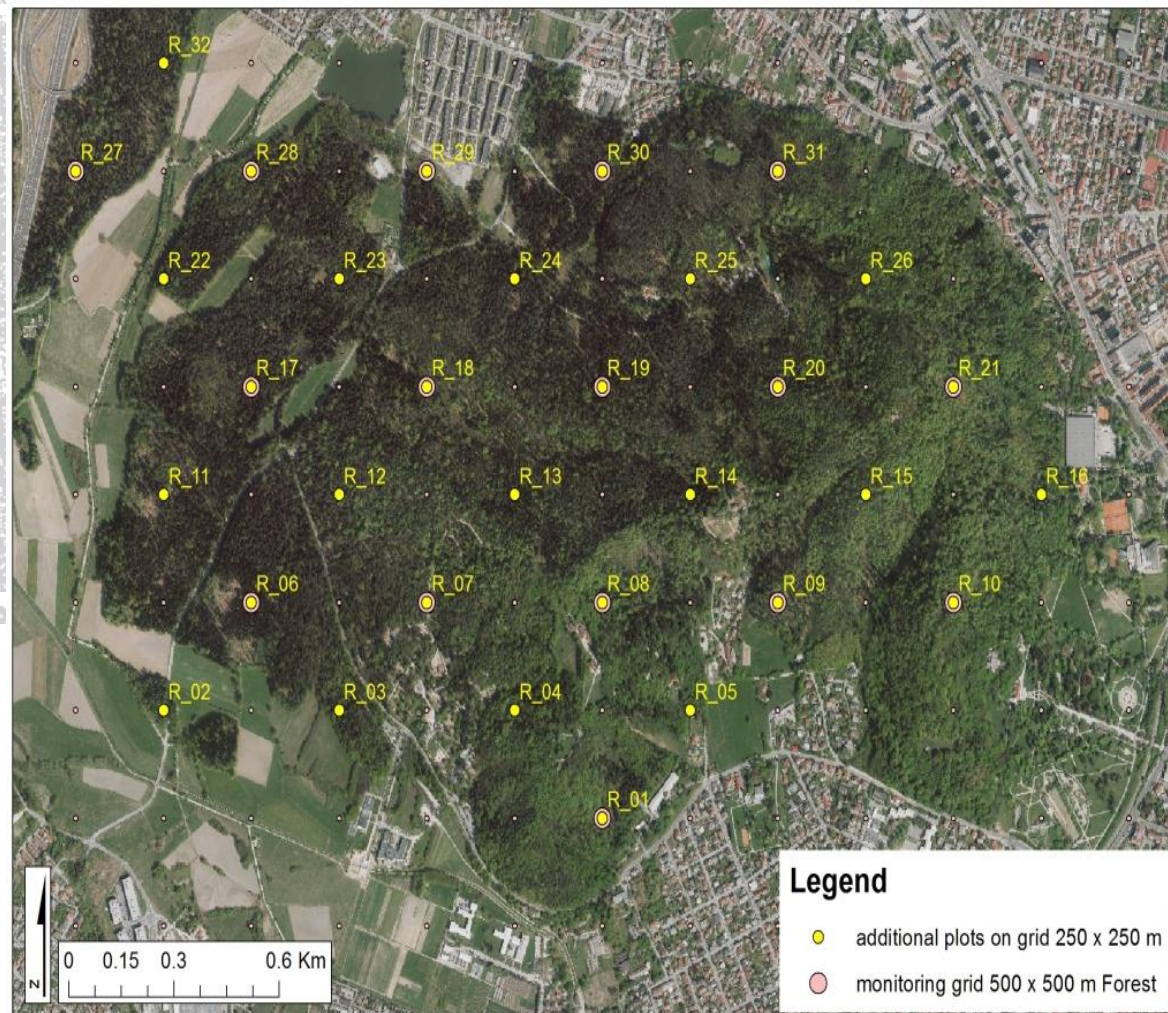 R_32
R_27
R_28
R_29
R_30
R_31
R_22
R_23
R_24
R_25
R_26
R_17
R_18
R_19
R_20
R_21
R_11
R_12
R_13
R_14
R_15
R_16
R_06
R_07
R_08
R_09
R_10
R_02
R_03
R_04
R_05
R_01
N
0 0.15 0.3 0.6 Km
Legend
additional plots on grid 250 x 250 m
monitoring grid 500 x 500 m Forest